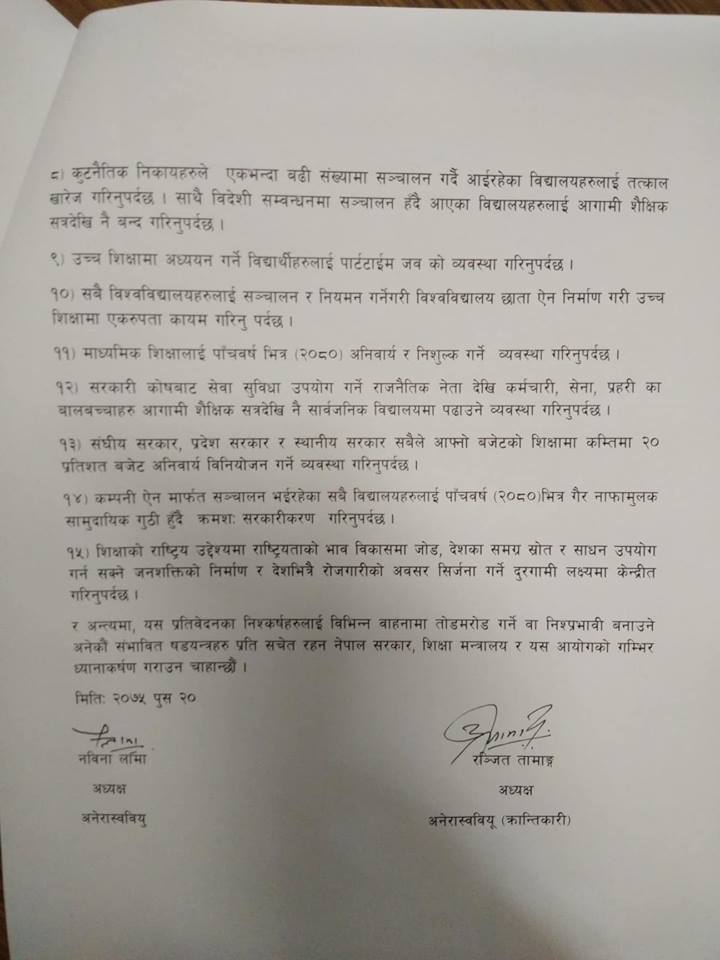 ८) कुटनैतिक निकायहरुले एकभन्दा बढी संख्यामा सञ्चालन गर्दै आईरहेका विद्यालयहरुलाई तत्काल
खारेज गरिनुपर्दछ । साथै विदेशी सम्वन्धनमा सञ्चालन हुँदै आएका विद्यालयहरुलाई आगामी शैक्षिक
सत्रदेखि नै बन्द गरिनुपर्दछ ।
९) उच्च शिक्षामा अध्ययन गर्ने विद्यार्थीहरुलाई पार्टटाईम जव को व्यवस्था गरिनुपर्दछ ।
१०) सबै विश्वविद्यालयहरुलाई सञ्चालन र नियमन गर्नेगरी विश्वविद्यालय छाता ऐन निर्माण गरी उच्च
शिक्षामा एकरुपता कायम गरिनु पर्दछ ।
११) माध्यमिक शिक्षालाई पाँचवर्ष भित्र (२०८०) अनिवार्य र निशुल्क गर्ने व्यवस्था गरिनुपर्दछ ।
१२) सरकारी कोषबाट सेवा सुविधा उपयोग गर्ने राजनैतिक नेता देखि कर्मचारी, सेना, प्रहरी का
बालबच्चाहरु आगामी शैक्षिक सत्रदेखि नै सार्वजनिक विद्यालयमा पढाउने व्यवस्था गरिनुपर्दछ ।
१३) संघीय सरकार, प्रदेश सरकार र स्थानीय सरकार सबैले आफ्नो बजेटको शिक्षामा कम्तिमा २०
प्रतिशत बजेट अनिवार्य विनियोजन गर्ने व्यवस्था गरिनुपर्दछ ।
१४) कम्पनी ऐन मार्फत सञ्चालन भईरहेका सबै विद्यालयहरुलाई पाँचवर्ष (२०८०)भित्र गैर नाफामुलक
सामुदायिक गुठी हुँदै क्रमशः सरकारीकरण गरिनुपर्दछ ।
१५) शिक्षाको राष्ट्रिय उद्देश्यमा राष्ट्रियताको भाव विकासमा जोड, देशका समग्र स्रोत र साधन उपयोग
गर्न सक्ने जनशक्तिको निर्माण र देशभित्रै रोजगारीको अवसर सिर्जना गर्ने दुरगामी लक्ष्यमा केन्द्रीत
गरिनुपर्दछ ।
र अन्त्यमा, यस प्रतिवेदनका निश्कर्षहरुलाई विभिन्न वाहनामा तोडमरोड गर्ने वा निश्प्रभावी बनाउने
अनेकौं संभावित षडयन्त्रहरु प्रति सचेत रहन नेपाल सरकार, शिक्षा मन्त्रालय र यस आयोगको गम्भिर
ध्यानाकर्षण गराउन चाहान्छौं ।
मितिः २०७५ पुस २०
नविना लामा
रञ्जित तामाङ्ग
अध्यक्ष
अध्यक्ष
अनेरास्ववियु
अनेरास्ववियू (क्रान्तिकारी)